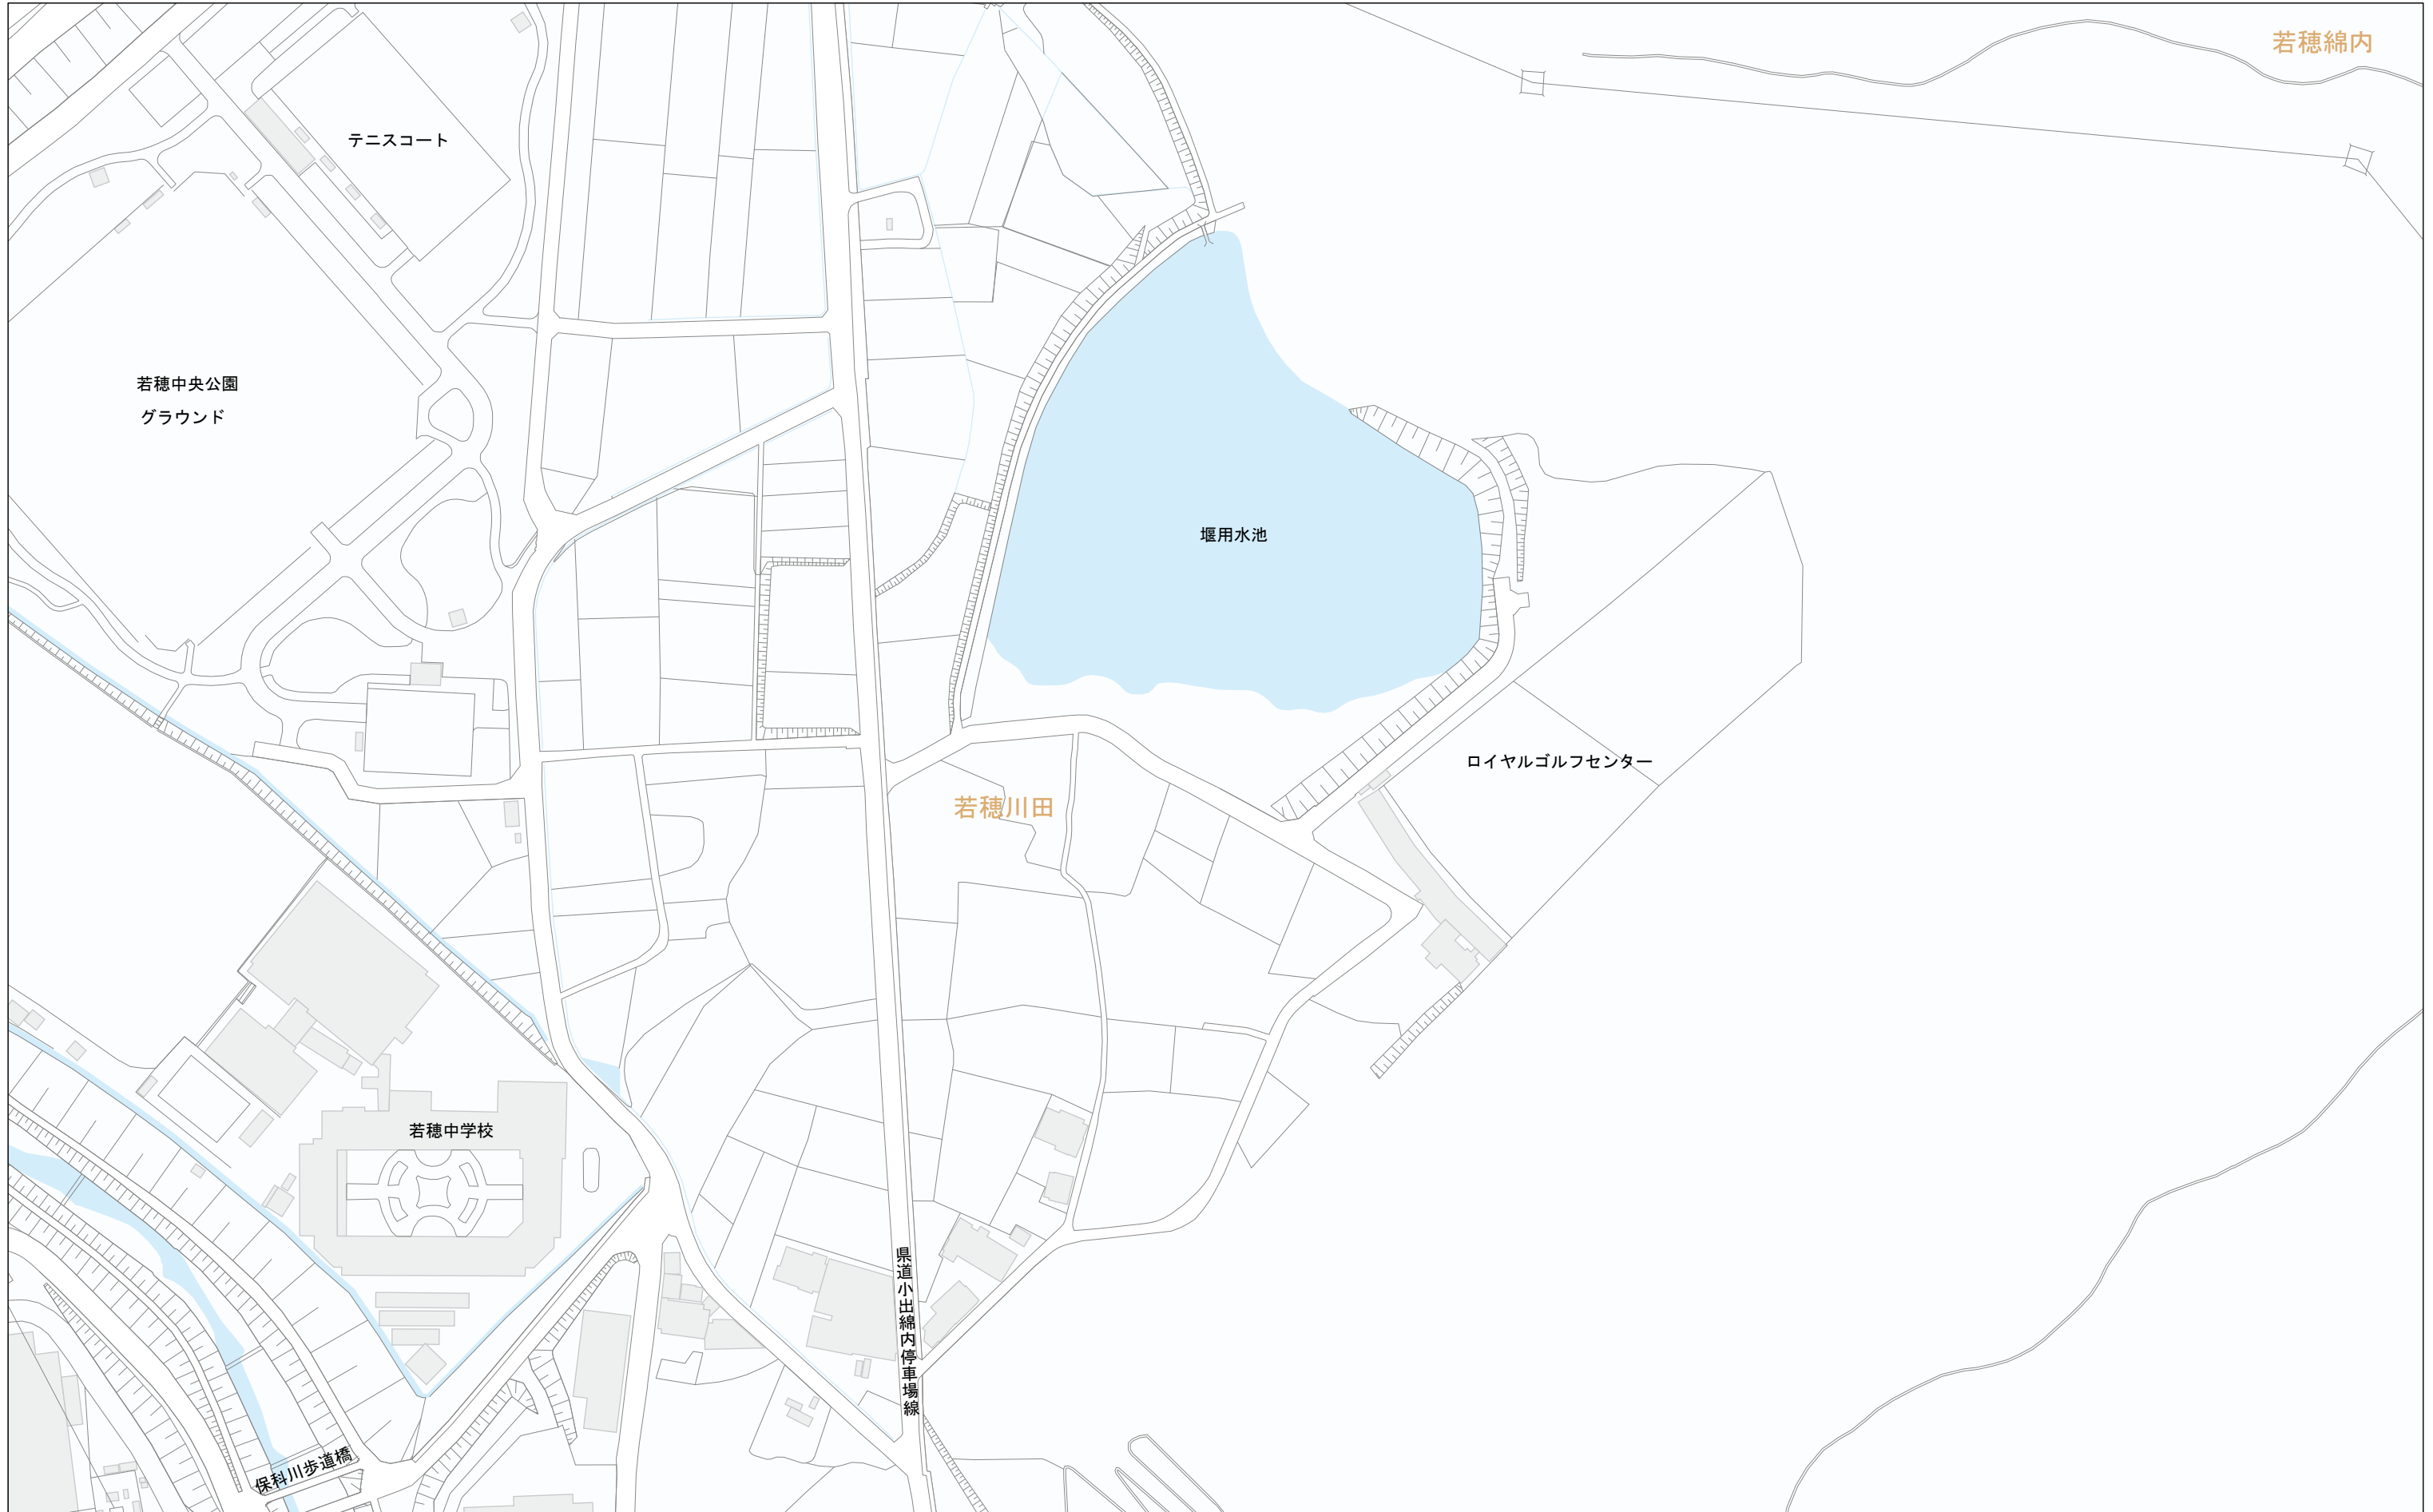 若穂綿内
テニスコート
若穂中央公園
グラウンド
堰用水池
ロイヤルゴルフセンター
若穂川田
若穂中学校
県道小出綿内停車場線
保科川歩道橋